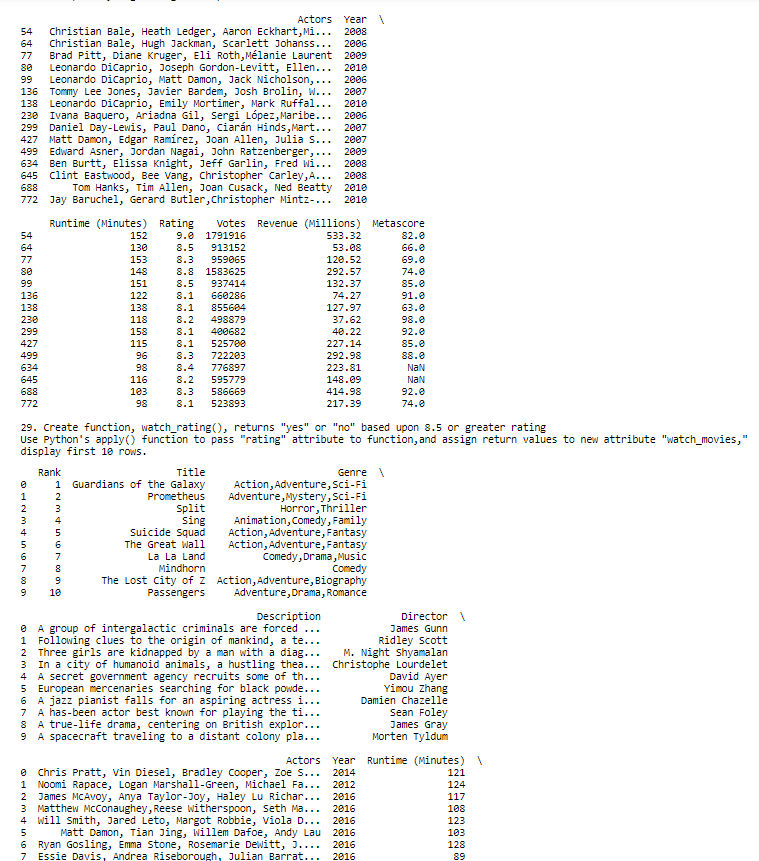 Actors Year \
54 Christian Bale, Heath Ledger, Aaron Eckhart,Mi... 2008
64 Christian Bale, Hugh Jackman, Scarlett Johanss... 2006
77 Brad Pitt, Diane Kruger, Eli Roth,Mélanie Laurent 2009
80 Leonardo DiCaprio, Joseph Gordon-Levitt, Ellen... 2010
99 Leonardo DiCaprio, Matt Damon, Jack Nicholson,... 2006
136 Tommy Lee Jones, Javier Bardem, Josh Brolin, W... 2007
138 Leonardo DiCaprio, Emily Mortimer, Mark Ruffal... 2010
230 Ivana Baquero, Ariadna Gil, Sergi López,Maribe... 2006
299 Daniel Day-Lewis, Paul Dano, Ciarán Hinds,Mart... 2007
427 Matt Damon, Edgar Ramírez, Joan Allen, Julia S... 2007
499 Edward Asner, Jordan Nagai, John Ratzenberger,... 2009
634 Ben Burtt, Elissa Knight, Jeff Garlin, Fred Wi... 2008
645 Clint Eastwood, Bee Vang, Christopher Carley,A... 2008
688 Tom Hanks, Tim Allen, Joan Cusack, Ned Beatty 2010
772 Jay Baruchel, Gerard Butler,Christopher Mintz-... 2010
Runtime (Minutes) Rating Votes Revenue (Millions) Metascore
54 152 9.0 1791916 533.32 82.0
64 130 8.5 913152 53.08 66.0
77 153 8.3 959065 120.52 69.0
80 148 8.8 1583625 292.57 74.0
99 151 8.5 937414 132.37 85.0
136 122 8.1 660286 74.27 91.0
138 138 8.1 855604 127.97 63.0
230 118 8.2 498879 37.62 98.0
299 158 8.1 400682 40.22 92.0
427 115 8.1 525700 227.14 85.0
499 96 8.3 722203 292.98 88.0
634 98 8.4 776897 223.81 NaN
645 116 8.2 595779 148.09 NaN
688 103 8.3 586669 414.98 92.0
772 98 8.1 523893 217.39 74.0
29. Create function, watch_rating(), returns "yes" or "no" based upon 8.5 or greater rating
Use Python's apply() function to pass "rating" attribute to function,and assign return values to new attribute "watch_movies,"
display first 10 rows.
Rank Title Genre \
0 1 Guardians of the Galaxy Action,Adventure,Sci-Fi
1 2 Prometheus Adventure,Mystery,Sci-Fi
2 3 Split Horror,Thriller
3 4 Sing Animation,Comedy,Family
4 5 Suicide Squad Action,Adventure,Fantasy
5 6 The Great Wall Action,Adventure,Fantasy
6 7 La La Land Comedy,Drama,Music
7 8 Mindhorn Comedy
8 9 The Lost City of Z Action,Adventure,Biography
9 10 Passengers Adventure,Drama,Romance
Description Director \
0 A group of intergalactic criminals are forced ... James Gunn
1 Following clues to the origin of mankind, a te... Ridley Scott
2 Three girls are kidnapped by a man with a diag... M. Night Shyamalan
3 In a city of humanoid animals, a hustling thea... Christophe Lourdelet
4 A secret government agency recruits some of th... David Ayer
5 European mercenaries searching for black powde... Yimou Zhang
6 A jazz pianist falls for an aspiring actress i... Damien Chazelle
7 A has-been actor best known for playing the ti... Sean Foley
8 A true-life drama, centering on British explor... James Gray
9 A spacecraft traveling to a distant colony pla... Morten Tyldum
Actors Year Runtime (Minutes) \
0 Chris Pratt, Vin Diesel, Bradley Cooper, Zoe S... 2014 121
1 Noomi Rapace, Logan Marshall-Green, Michael Fa... 2012 124
2 James McAvoy, Anya Taylor-Joy, Haley Lu Richar... 2016 117
3 Matthew McConaughey,Reese Witherspoon, Seth Ma... 2016 108
4 Will Smith, Jared Leto, Margot Robbie, Viola D... 2016 123
5 Matt Damon, Tian Jing, Willem Dafoe, Andy Lau 2016 103
6 Ryan Gosling, Emma Stone, Rosemarie DeWitt, J.... 2016 128
7 Essie Davis, Andrea Riseborough, Julian Barrat... 2016 89